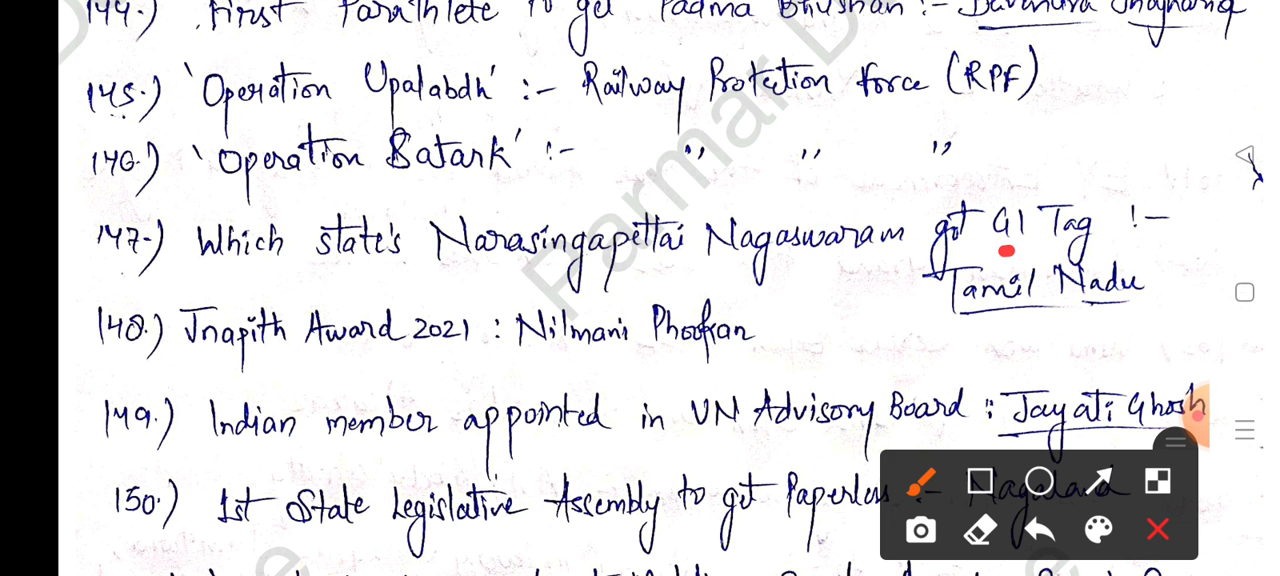 144.) First Parathlete to get Padma Bhushan :- Devendra Jhajharia
145.) 'Operation Upalabdh' :- Railway Protection force (RPF)
146.) 'Operation Satark' :- ,, ,, ,,
147.) Which state's Narasingapettai Nagaswaram got GI Tag :-
Tamil Nadu
148.) Jnapith Award 2021 : Nilmani Phookan
149.) Indian member appointed in UN Advisory Board : Jayati Ghosh
150.) 1st State Legislative Assembly to get Paperless :- Nagaland
Parmar